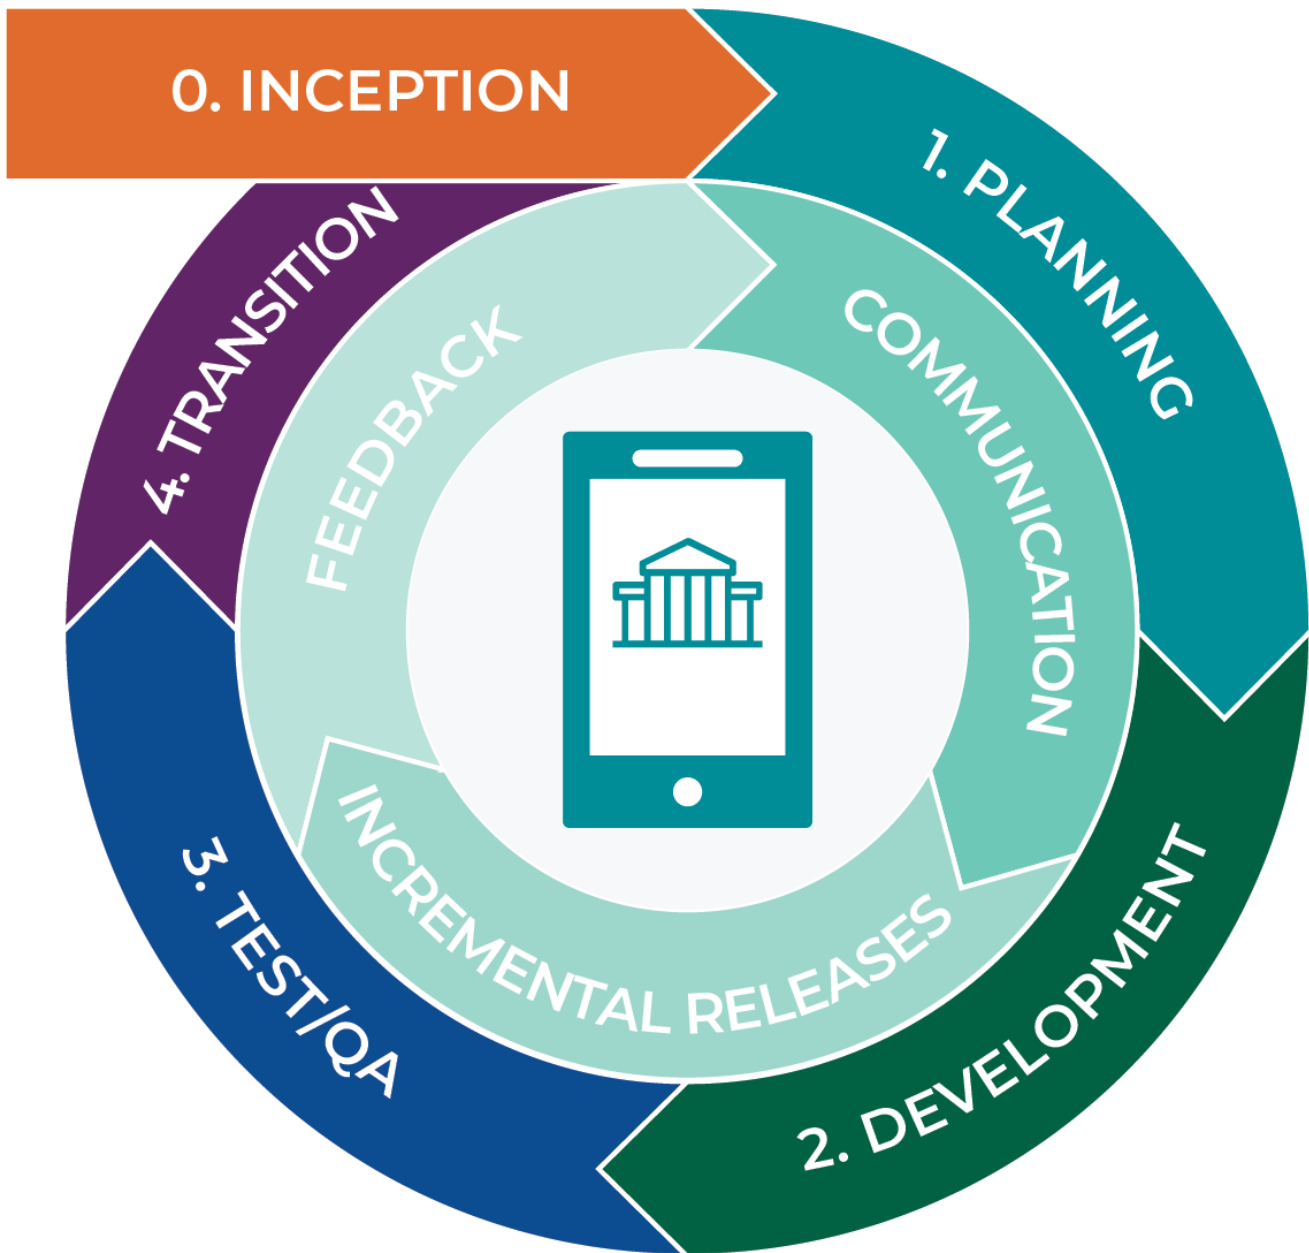 0. INCEPTION
1. PLANNING
2. DEVELOPMENT
3. TEST/QA
4. TRANSITION
COMMUNICATION
INCREMENTAL RELEASES
FEEDBACK